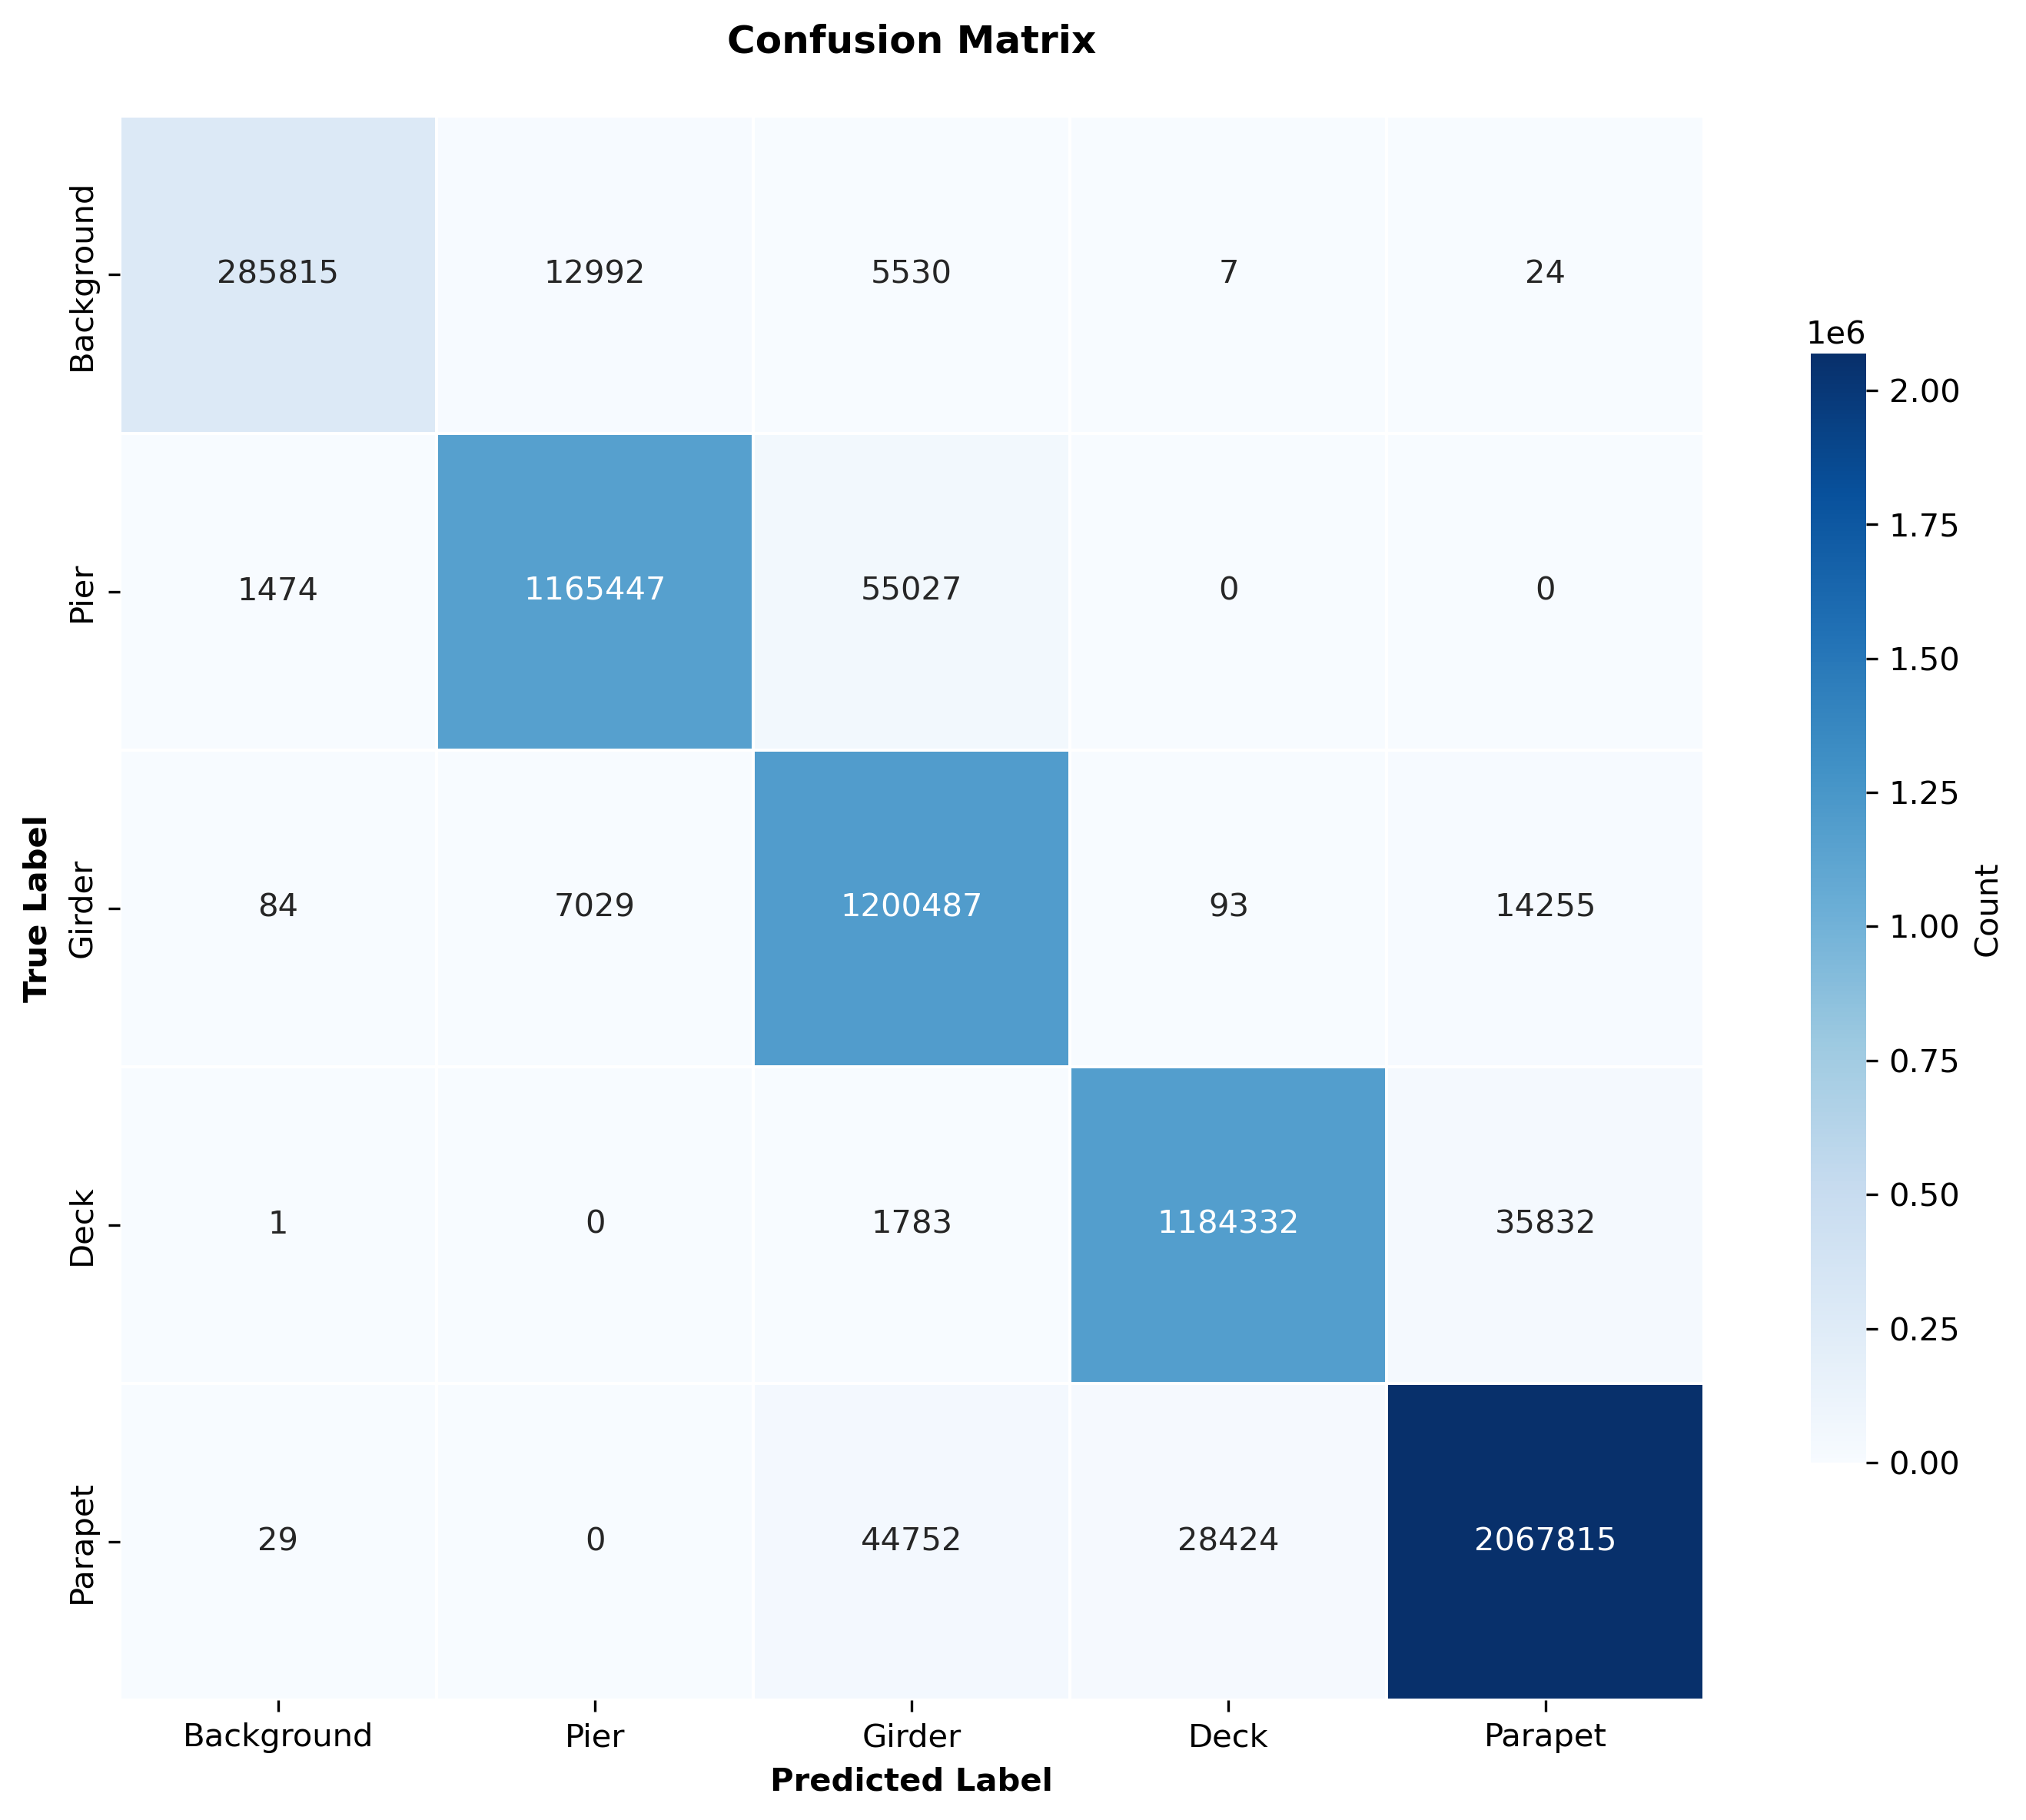 Confusion Matrix
Background 285815 12992 5530 7 24
Pier 1474 1165447 55027 0 0
Girder 84 7029 1200487 93 14255
Deck 1 0 1783 1184332 35832
Parapet 29 0 44752 28424 2067815
Background Pier Girder Deck Parapet
Predicted Label
True Label
1e6
2.00
1.75
1.50
1.25
1.00
0.75
0.50
0.25
0.00
Count